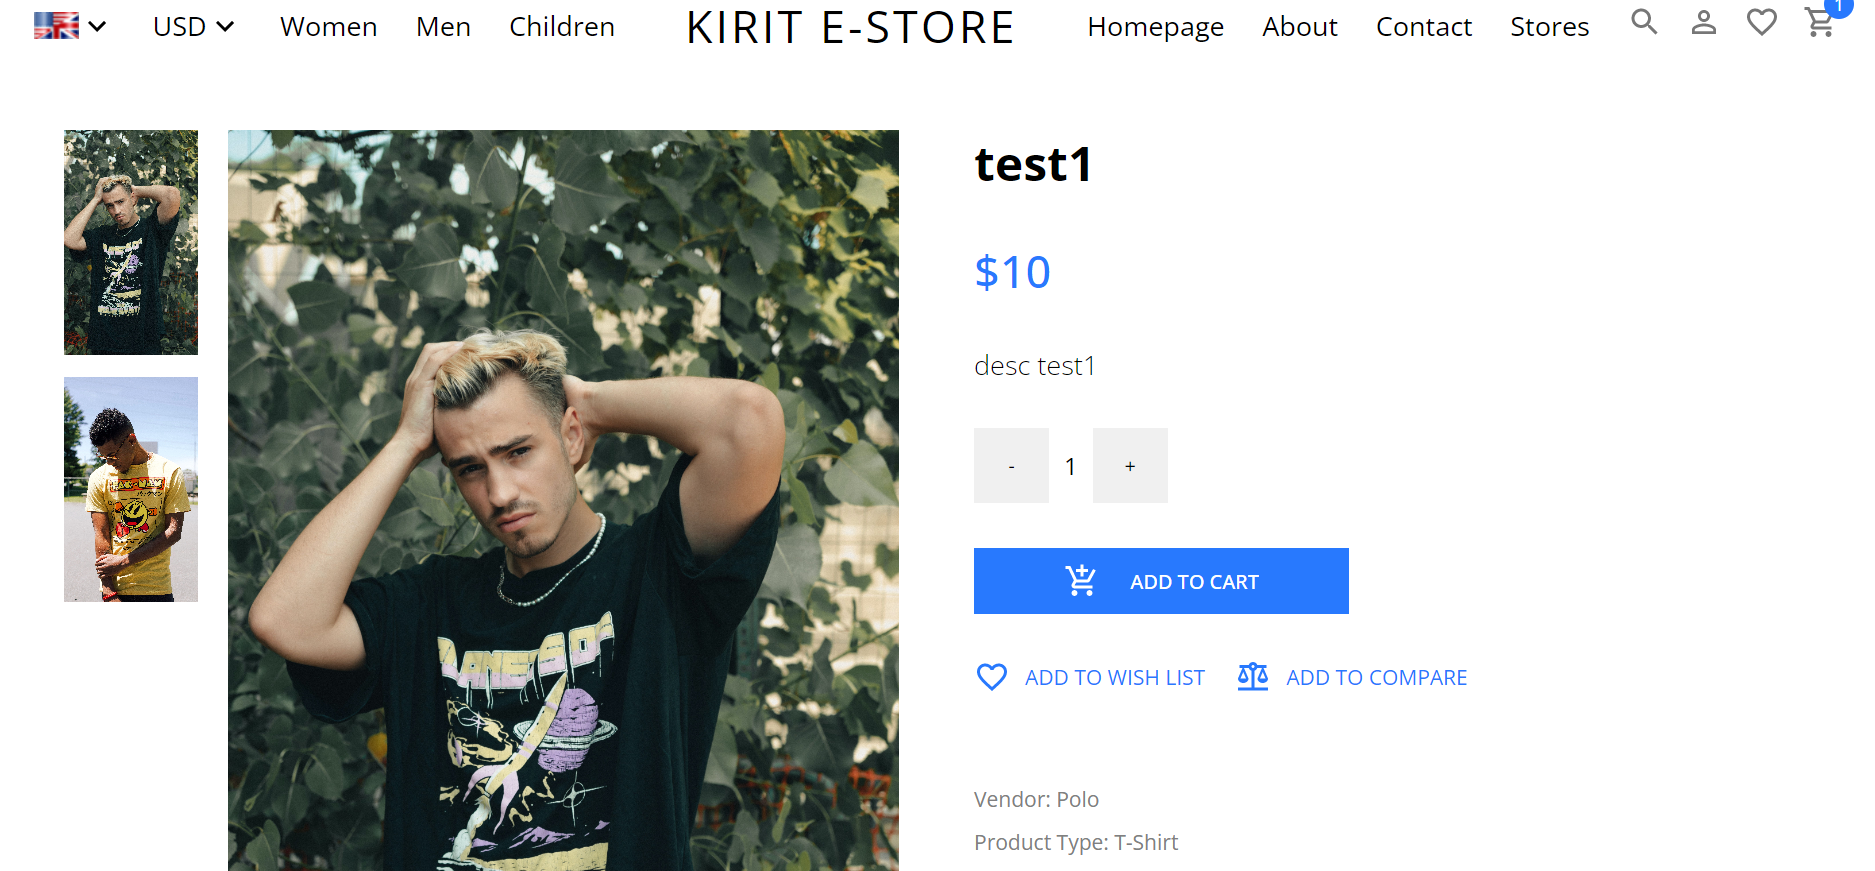 USD Women Men Children KIRIT E-STORE Homepage About Contact Stores 1
test1
$10
desc test1
- 1 +
ADD TO CART
ADD TO WISH LIST ADD TO COMPARE
Vendor: Polo
Product Type: T-Shirt